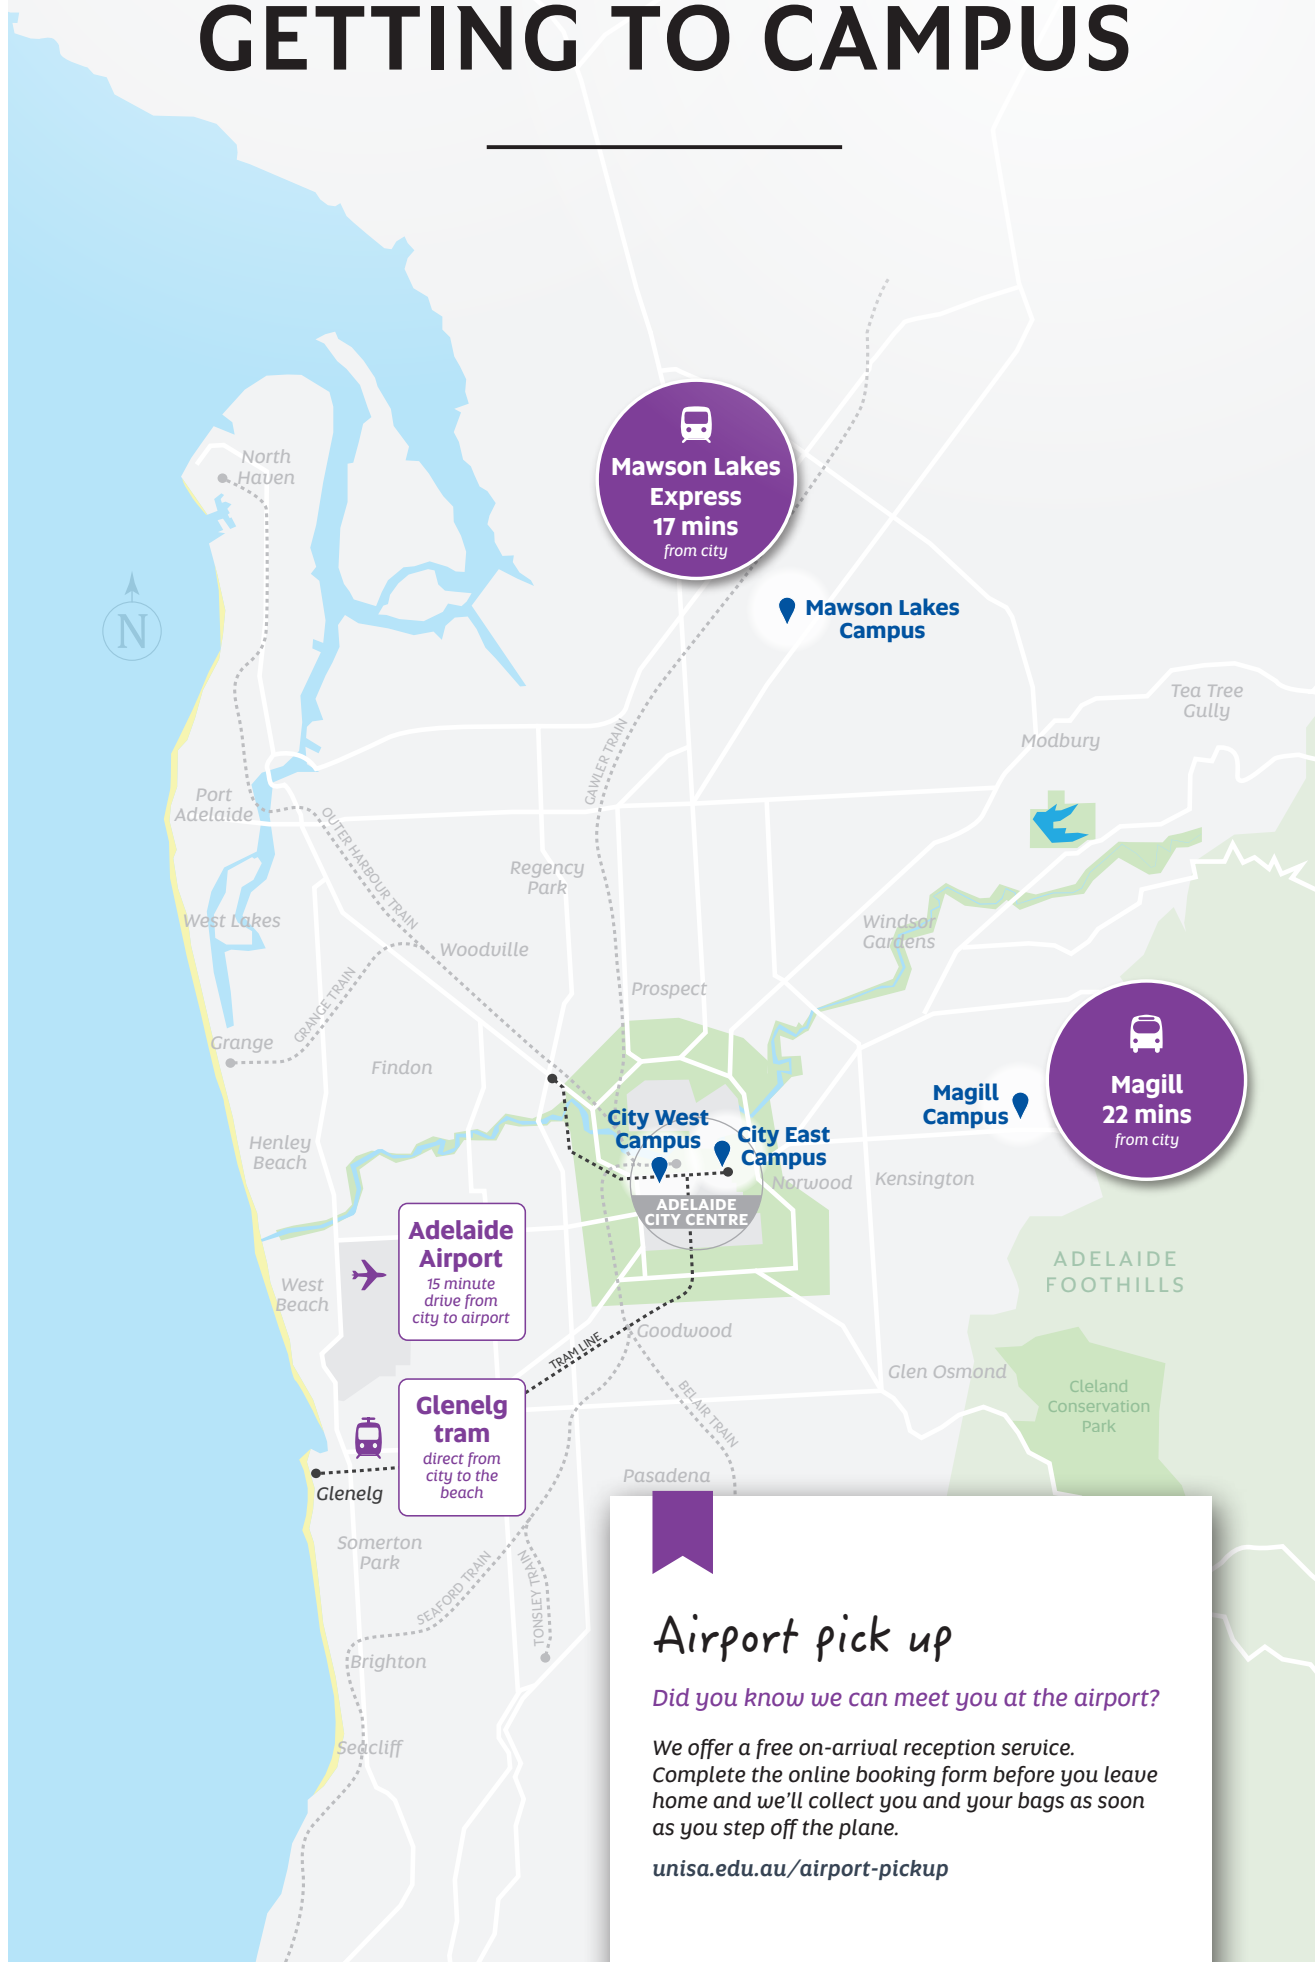 GETTING TO CAMPUS
North
Haven
Mawson Lakes
Express
17 mins
from city
N
Mawson Lakes
Campus
Tea Tree
Gully
Modbury
GAWLER TRAIN
Port
Adelaide
OUTER HARBOUR TRAIN
Regency
Park
West Lakes
Woodville
Windsor
Gardens
GRANGE TRAIN
Prospect
Grange
Findon
Magill
22 mins
from city
Magill
Campus
City West
Campus
City East
Campus
Henley
Beach
Norwood
Kensington
ADELAIDE
CITY CENTRE
Adelaide
Airport
15 minute
drive from
city to airport
ADELAIDE
FOOTHILLS
West
Beach
Goodwood
TRAM LINE
Glen Osmond
BELAIR TRAIN
Cleland
Conservation
Park
Glenelg
tram
direct from
city to the
beach
Pasadena
Glenelg
Somerton
Park
SEAFORD TRAIN
TONSLEY TRAIN
Brighton
Seacliff
Airport pick up
Did you know we can meet you at the airport?
We offer a free on-arrival reception service.
Complete the online booking form before you leave
home and we'll collect you and your bags as soon
as you step off the plane.
unisa.edu.au/airport-pickup